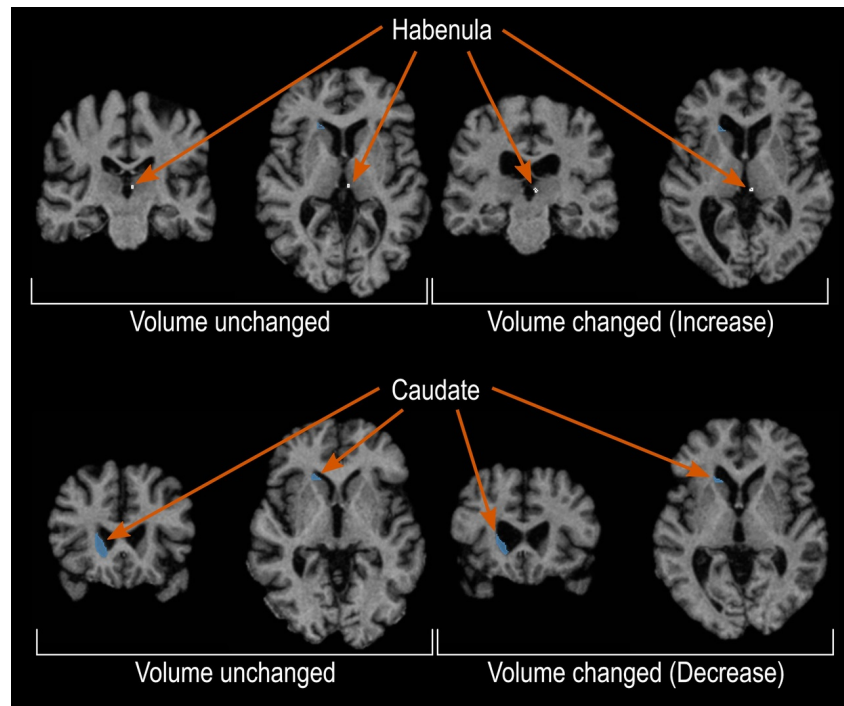 Habenula
Volume unchanged
Volume changed (Increase)
Caudate
Volume unchanged
Volume changed (Decrease)